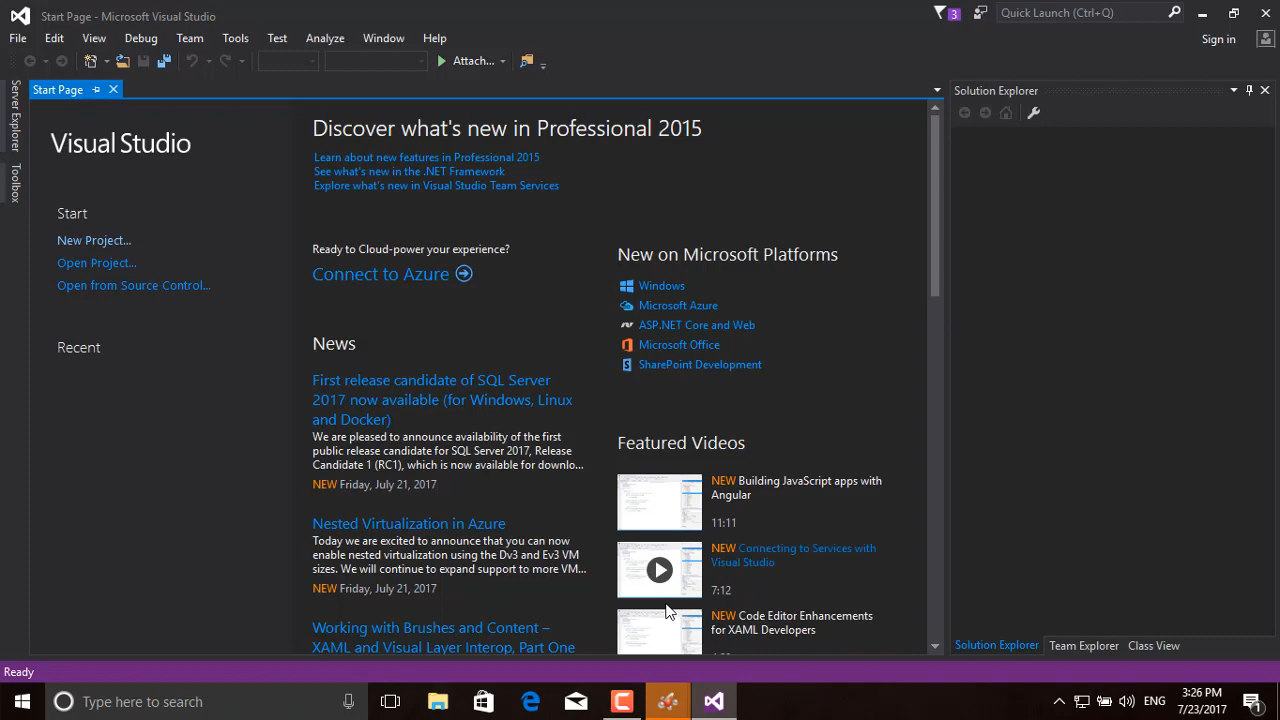 Start Page - Microsoft Visual Studio
3
Quick Launch (Ctrl+Q)
File Edit View Debug Team Tools Test Analyze Window Help
Sign in
Attach...
Server Explorer
Toolbox
Start Page
Visual Studio
Start
New Project...
Open Project...
Open from Source Control...
Recent
Discover what's new in Professional 2015
Learn about new features in Professional 2015
See what's new in the .NET Framework
Explore what's new in Visual Studio Team Services
Ready to Cloud-power your experience?
Connect to Azure
News
First release candidate of SQL Server
2017 now available (for Windows, Linux
and Docker)
We are pleased to announce availability of the first
public release candidate for SQL Server 2017, Release
Candidate 1 (RC1), which is now available for downlo...
NEW Friday, July 21, 2017
Nested Virtualization in Azure
Today we are excited to announce that you can now
enable nested virtualization using the Dv3 and Ev3 VM
sizes. We will continue to expand support to more VM...
NEW Friday, July 21, 2017
Working with Brushes and Content –
XAML and Visual Layer Interop, Part One
New on Microsoft Platforms
Windows
Microsoft Azure
ASP.NET Core and Web
Microsoft Office
SharePoint Development
Featured Videos
NEW Building JavaScript apps with
Angular
11:11
NEW Connecting to Services with
Visual Studio
7:12
NEW Code Editor Enhancements
for XAML Developers
Solution Explorer
Solution Explorer Team Explorer Class View
Ready
Type here to search
ENG
3:26 PM
7/23/2017
1